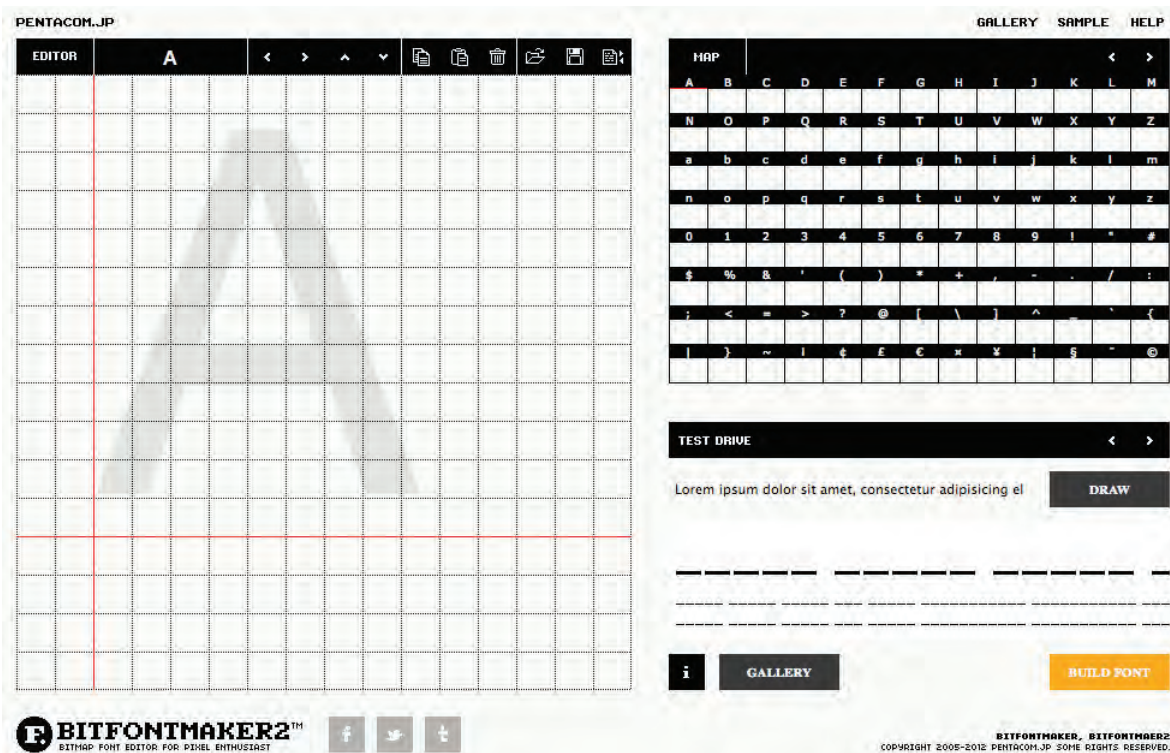 PENTACOM.JP
GALLERY SAMPLE HELP
EDITOR A
MAP
A B C D E F G H I J K L M
N O P Q R S T U V W X Y Z
a b c d e f g h i j k l m
n o p q r s t u v w x y z
0 1 2 3 4 5 6 7 8 9 ! " #
$ % & ' ( ) * + , - . / :
; < = > ? @ [ \ ] ^ _ ` {
| } ~ ¢ £ € ¤ ¥ ¦ § ¨ ©
A
TEST DRIVE
Lorem ipsum dolor sit amet, consectetur adipisicing el
DRAW
i GALLERY BUILD FONT
BITFONTMAKER2™
BITMAP FONT EDITOR FOR PIXEL ENTHUSIAST
f t
BITFONTMAKER, BITFONTMAER2
COPYRIGHT 2005-2012 PENTACOM.JP SOME RIGHTS RESERVED.